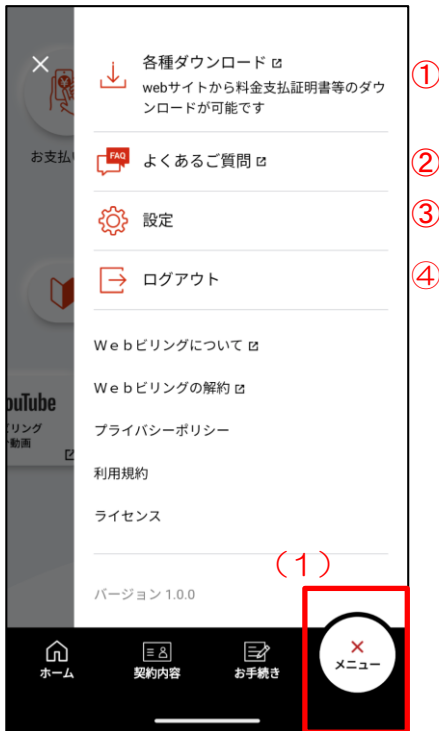 各種ダウンロード
webサイトから料金支払証明書等のダウ
ンロードが可能です
①
お支払い
FAQ
よくあるご質問
②
設定
③
ログアウト
④
Ｗｅｂビリングについて
Ｗｅｂビリングの解約
ouTube
リング
動画
プライバシーポリシー
利用規約
ライセンス
（１）
バージョン 1.0.0
ホーム
契約内容
お手続き
メニュー